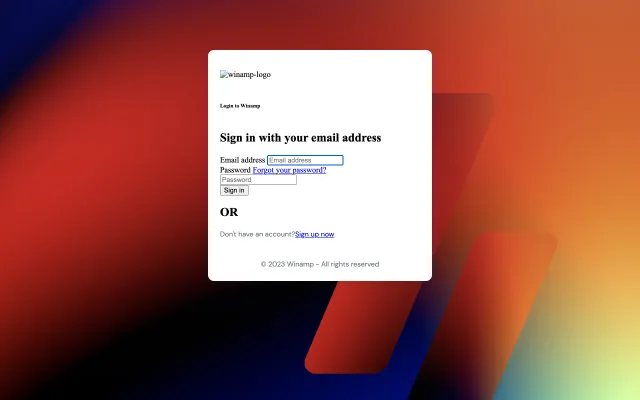 winamp-logo
Login to Winamp
Sign in with your email address
Email address Email address
Password Forgot your password?
Password
Sign in
OR
Don't have an account?Sign up now
© 2023 Winamp - All rights reserved